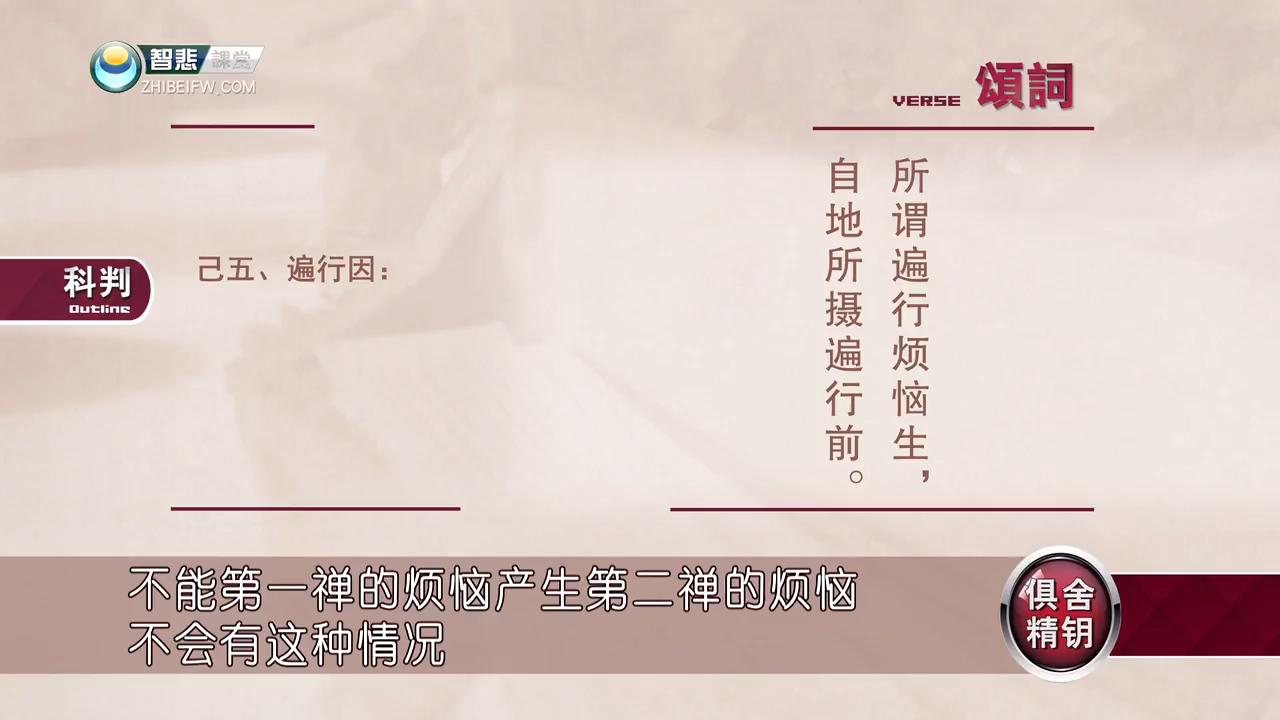 智悲課堂
ZHIBEIFW.COM
VERSE 頌詞
所谓遍行烦恼生，
自地所摄遍行前。
科判
Outline
己五、遍行因：
不能第一禅的烦恼产生第二禅的烦恼
不会有这种情况
俱舍
精钥